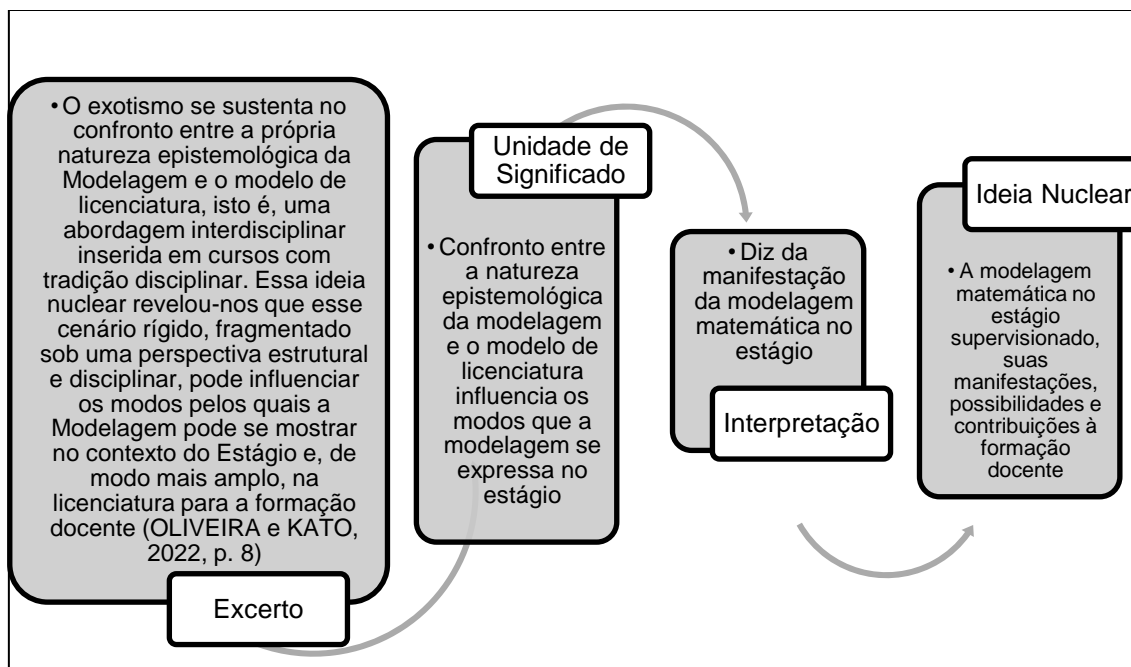 • O exotismo se sustenta no
confronto entre a própria
natureza epistemológica da
Modelagem e o modelo de
licenciatura, isto é, uma
abordagem interdisciplinar
inserida em cursos com
tradição disciplinar. Essa ideia
nuclear revelou-nos que esse
cenário rígido, fragmentado
sob uma perspectiva estrutural
e disciplinar, pode influenciar
os modos pelos quais a
Modelagem pode se mostrar
no contexto do Estágio e, de
modo mais amplo, na
licenciatura para a formação
docente (OLIVEIRA e KATO,
2022, p. 8)
Excerto
Unidade de
Significado
• Confronto entre
a natureza
epistemológica
da modelagem
e o modelo de
licenciatura
influencia os
modos que a
modelagem se
expressa no
estágio
• Diz da
manifestação
da modelagem
matemática no
estágio
Interpretação
Ideia Nuclear
• A modelagem
matemática no
estágio
supervisionado,
suas
manifestações,
possibilidades e
contribuições à
formação
docente